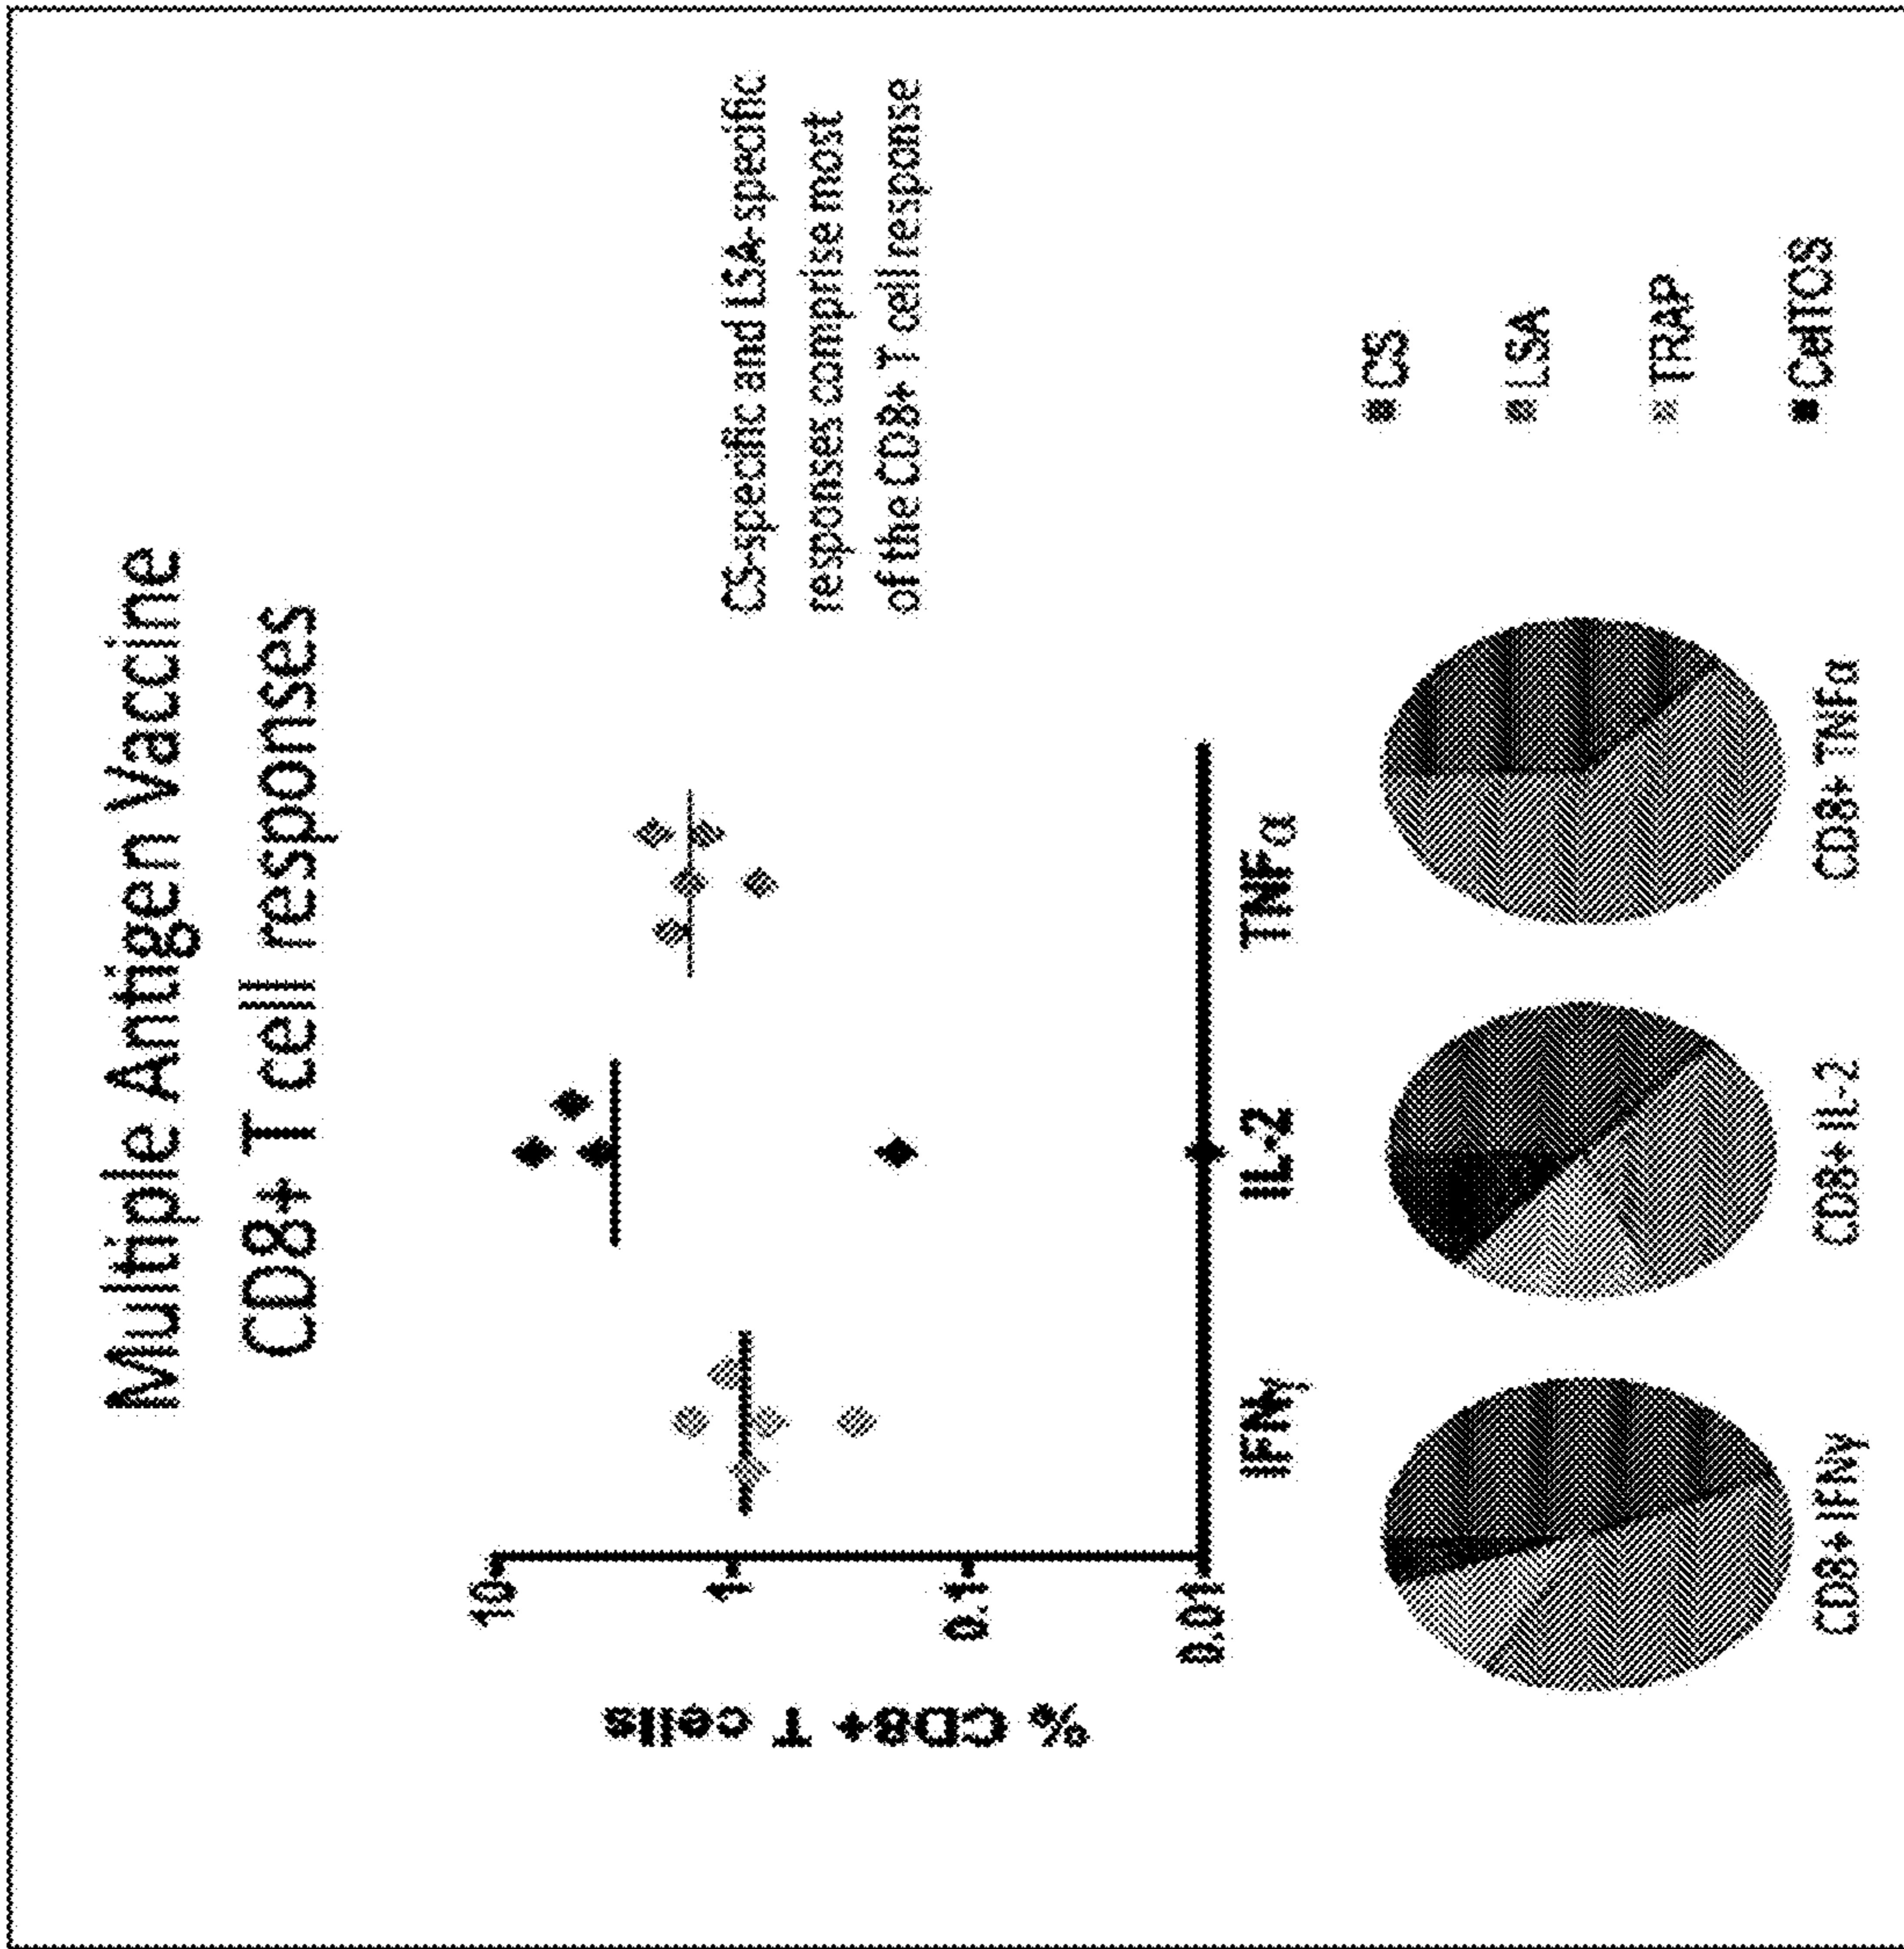 Multiple Antigen Vaccine
CD8+ T cell responses
% CD8+ T cells
10
1
0.1
0.01
IFNγ
IL-2
TNFα
CS-specific and LSA-specific
responses comprise most
of the CD8+ T cell response
CD8+ IFNγ
CD8+ IL-2
CD8+ TNFα
CS
LSA
TRAP
CelTCS